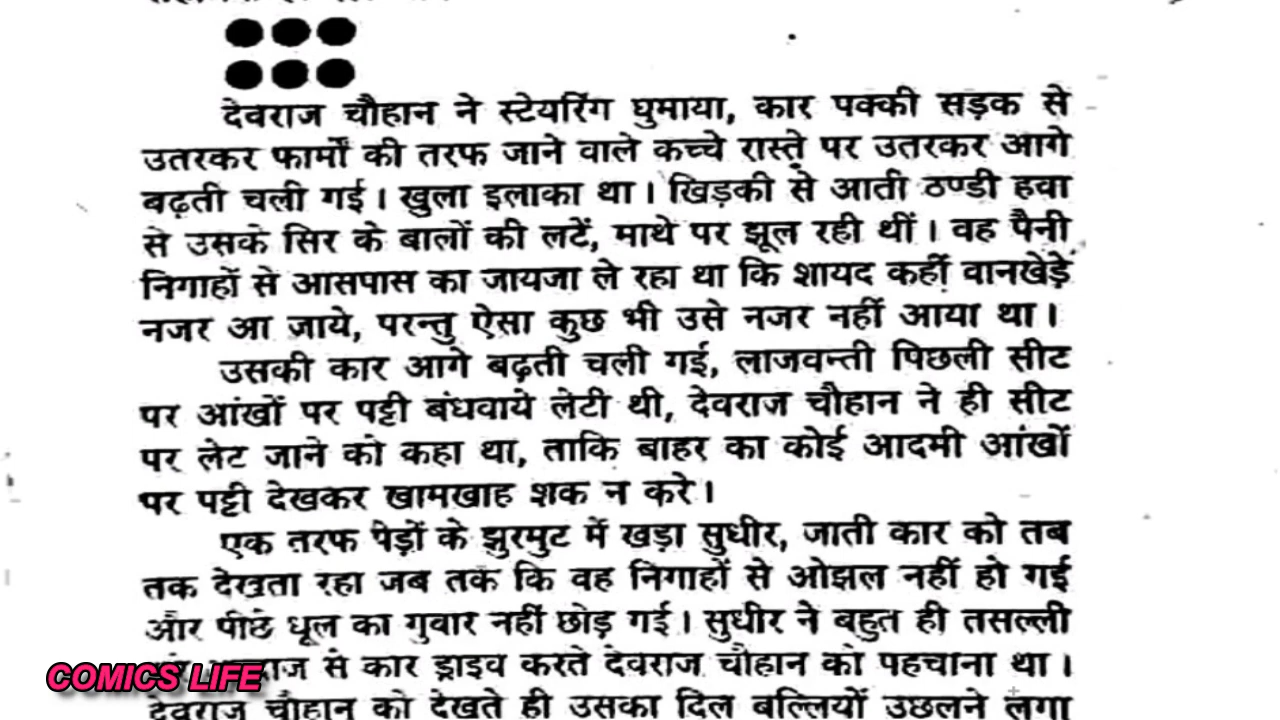 देवराज चौहान ने स्टेयरिंग घुमाया, कार पक्की सड़क से
उतरकर फार्मों की तरफ जाने वाले कच्चे रास्ते पर उतरकर आगे
बढ़ती चली गई। खुला इलाका था। खिड़की से आती ठण्डी हवा
से उसके सिर के बालों की लटें, माथे पर झूल रही थीं। वह पैनी
निगाहों से आसपास का जायजा ले रहा था कि शायद कहीं वानखेड़े
नजर आ जाये, परन्तु ऐसा कुछ भी उसे नजर नहीं आया था।
उसकी कार आगे बढ़ती चली गई, लाजवन्ती पिछली सीट
पर आंखों पर पट्टी बंधवाये लेटी थी, देवराज चौहान ने ही सीट
पर लेट जाने को कहा था, ताकि बाहर का कोई आदमी आंखों
पर पट्टी देखकर खामखाह शक न करे।
एक तरफ पेड़ों के झुरमुट में खड़ा सुधीर, जाती कार को तब
तक देखता रहा जब तक कि वह निगाहों से ओझल नहीं हो गई
और पीछे धूल का गुवार नहीं छोड़ गई। सुधीर ने बहुत ही तसल्ली
से कार ड्राइव करते देवराज चौहान को पहचाना था।
देवराज चौहान को देखते ही उसका दिल बल्लियों उछलने लगा
COMICS LIFE